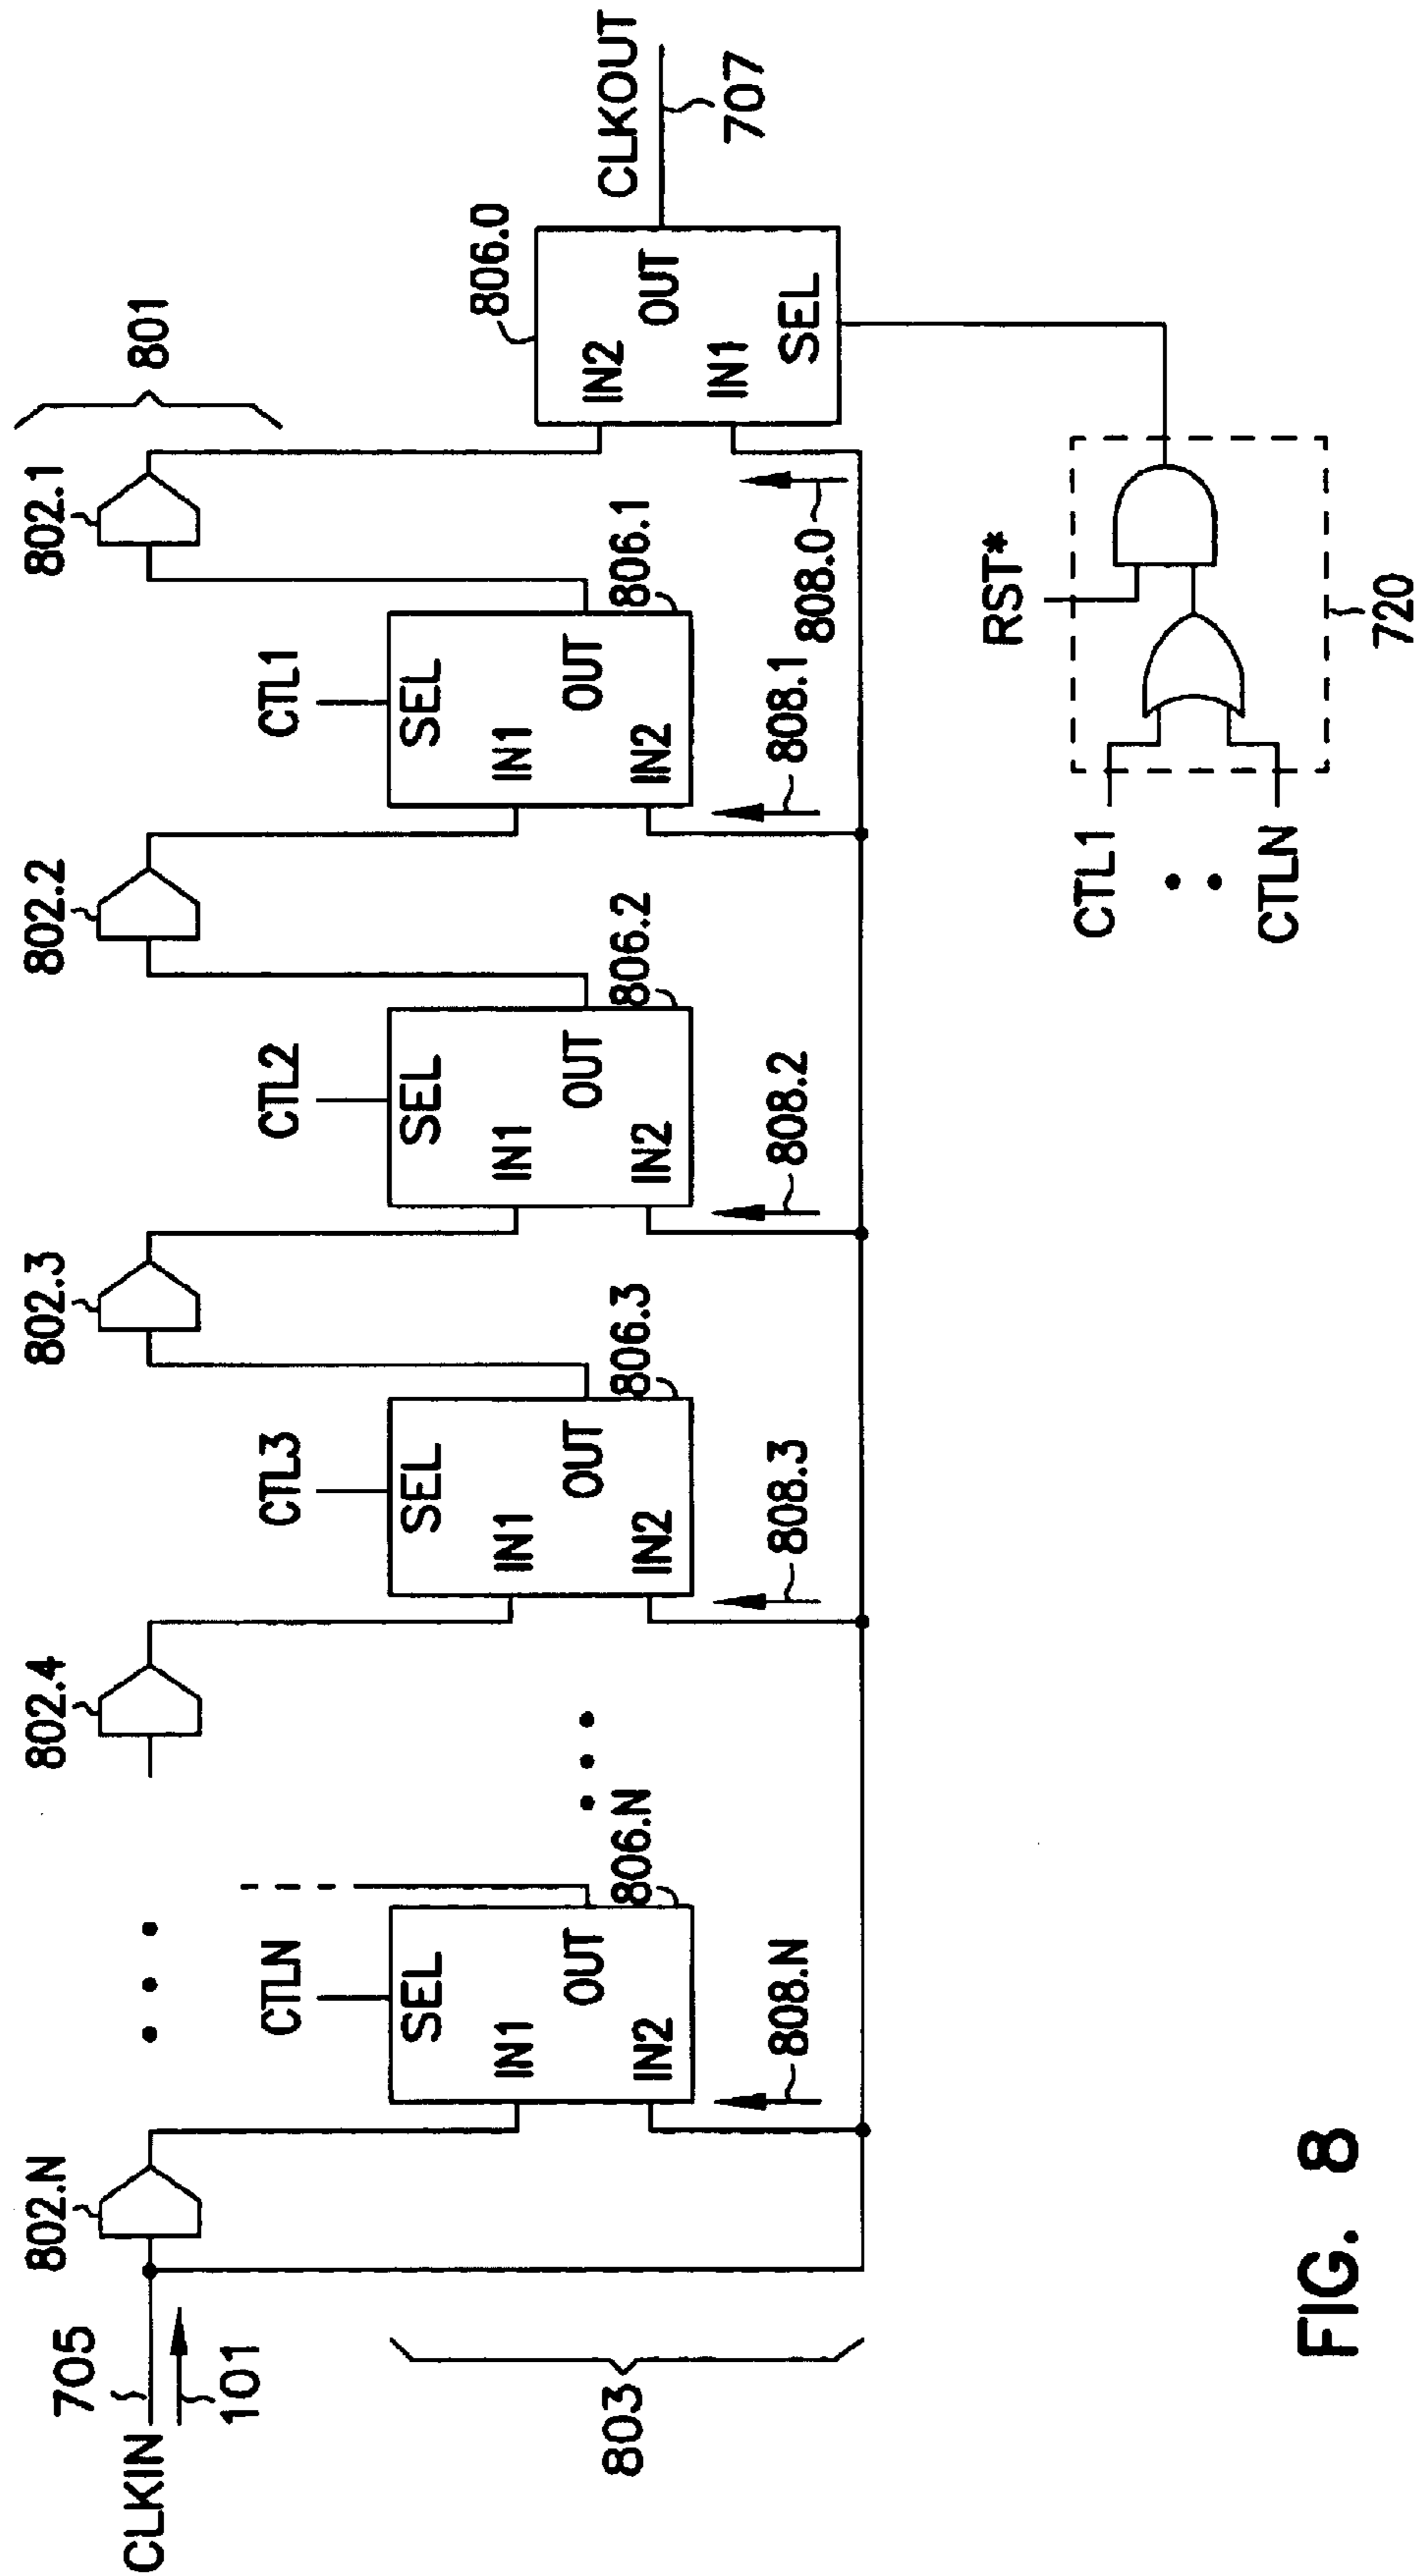 801
802.N
802.4
802.3
802.2
802.1
705
CLKIN
101
CTLN
CTL3
CTL2
CTL1
806.0
CLKOUT
707
SEL
IN1
OUT
IN2
806.N
SEL
IN1
OUT
IN2
806.3
SEL
IN1
OUT
IN2
806.2
SEL
IN1
OUT
IN2
806.1
IN2
OUT
IN1
SEL
803
808.N
808.3
808.2
808.1
808.0
RST*
CTL1
CTLN
720
FIG. 8